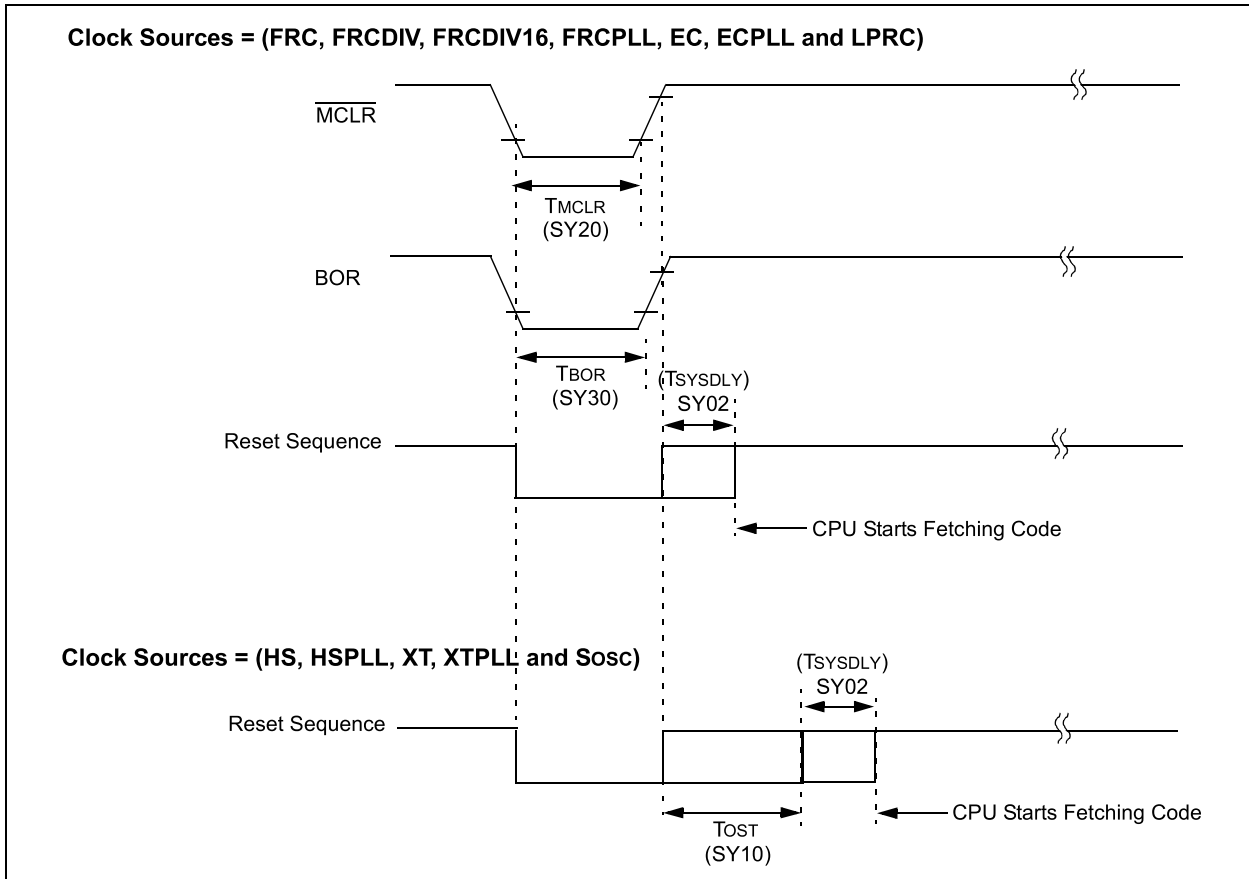 Clock Sources = (FRC, FRCDIV, FRCDIV16, FRCPLL, EC, ECPLL and LPRC)
MCLR
TMCLR
(SY20)
BOR
TBOR
(SY30)
(TSYSDLY)
SY02
Reset Sequence
CPU Starts Fetching Code
Clock Sources = (HS, HSPLL, XT, XTPLL and SOSC)
(TSYSDLY)
SY02
Reset Sequence
CPU Starts Fetching Code
TOST
(SY10)